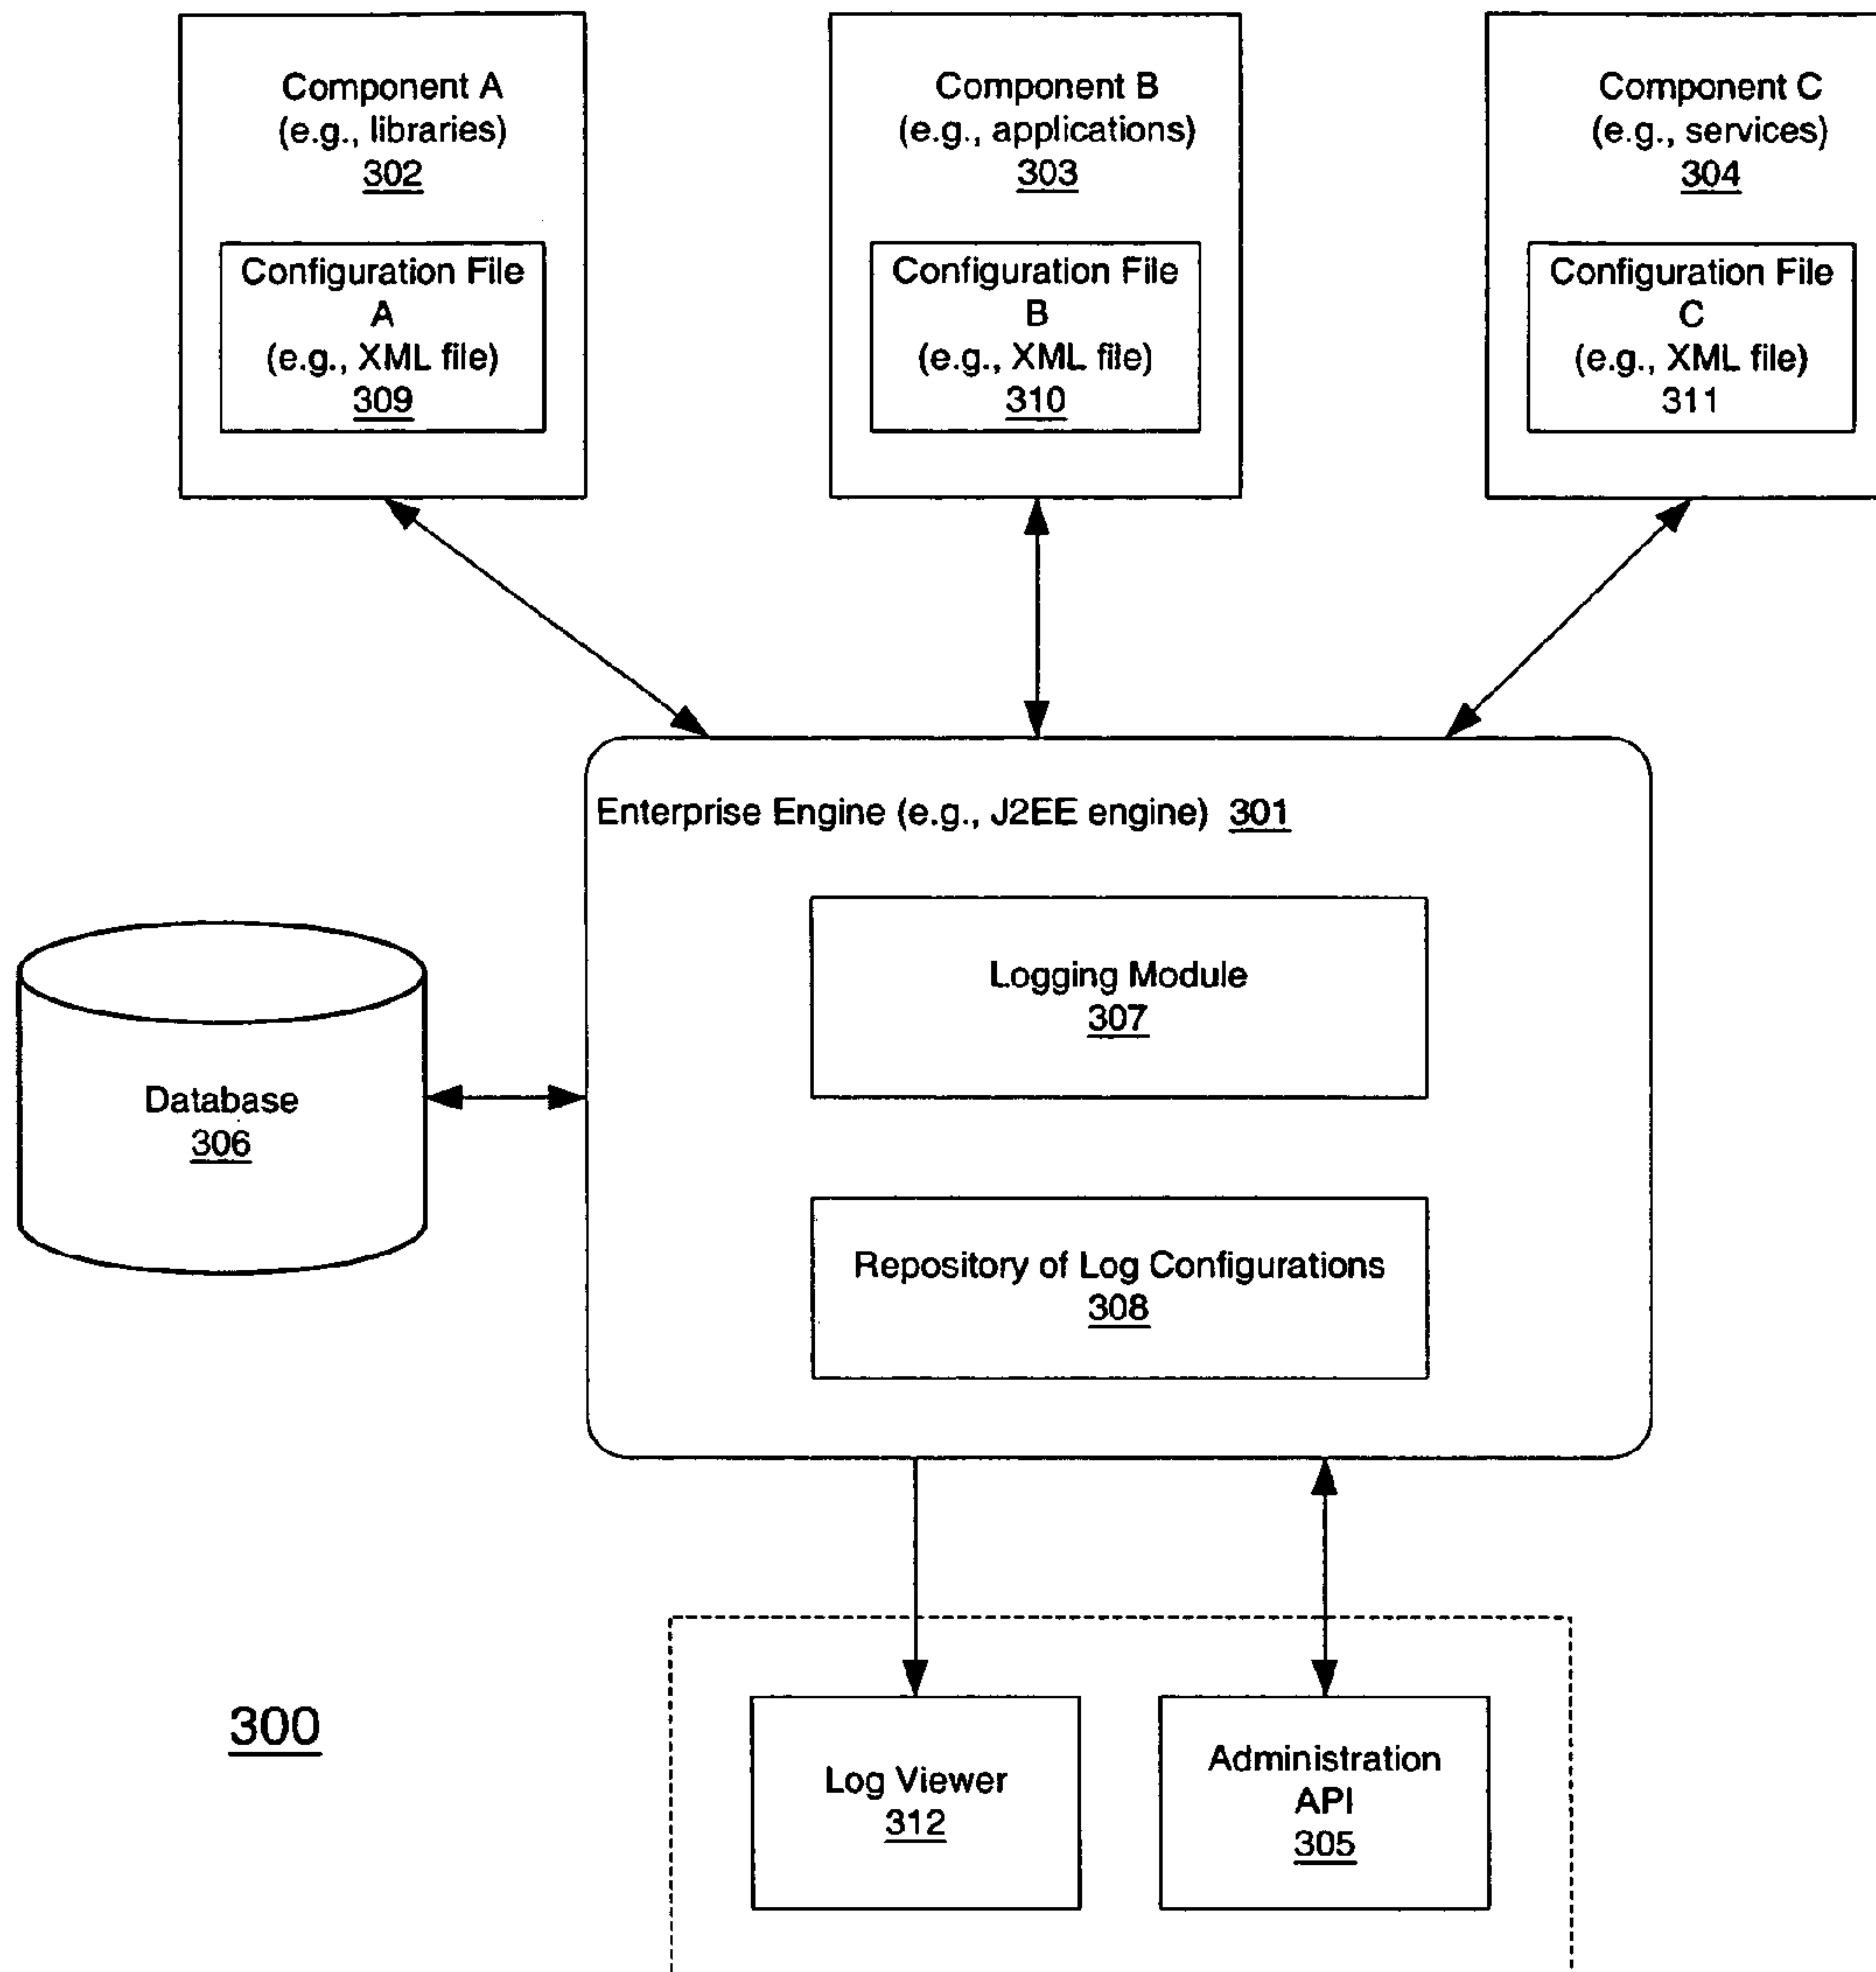 Component A
(e.g., libraries)
302
Configuration File
A
(e.g., XML file)
309
Component B
(e.g., applications)
303
Configuration File
B
(e.g., XML file)
310
Component C
(e.g., services)
304
Configuration File
C
(e.g., XML file)
311
Enterprise Engine (e.g., J2EE engine) 301
Logging Module
307
Database
306
Repository of Log Configurations
308
300
Log Viewer
312
Administration
API
305